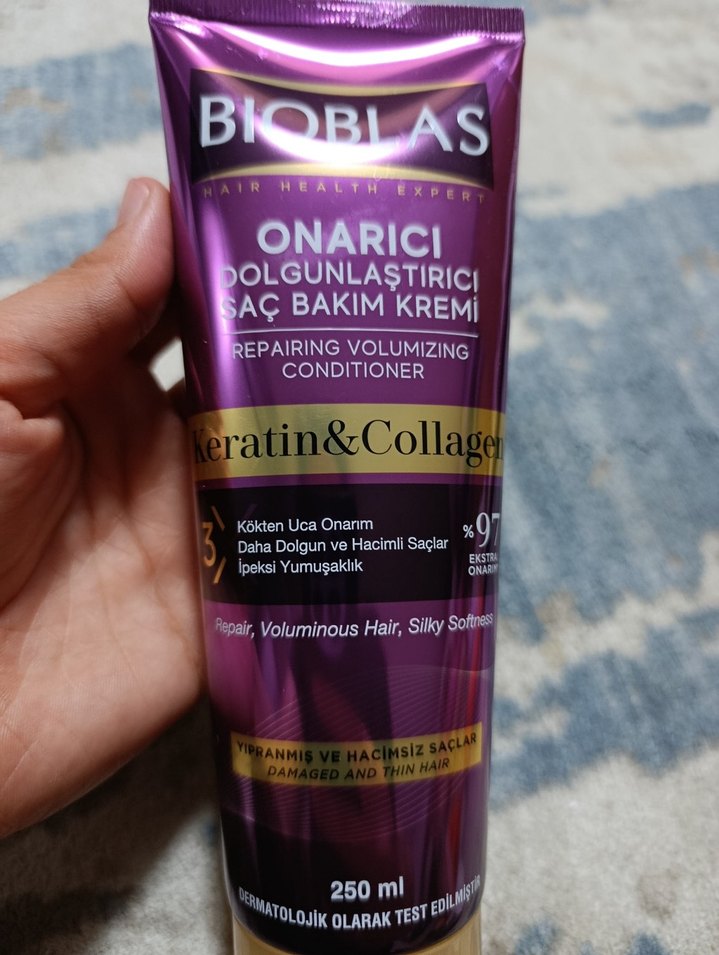 BIOBLAS
HAIR HEALTH EXPERT
ONARICI
DOLGUNLAŞTIRICI
SAÇ BAKIM KREMİ
REPAIRING VOLUMIZING
CONDITIONER
Keratin&Collagen
3
Kökten Uca Onarım
Daha Dolgun ve Hacimli Saçlar
İpeksi Yumuşaklık
%97
EKSTRA
ONARIM
Repair, Voluminous Hair, Silky Softness
YIPRANMIŞ VE HACİMSİZ SAÇLAR
DAMAGED AND THIN HAIR
250 ml
DERMATOLOJİK OLARAK TEST EDİLMİŞTİR